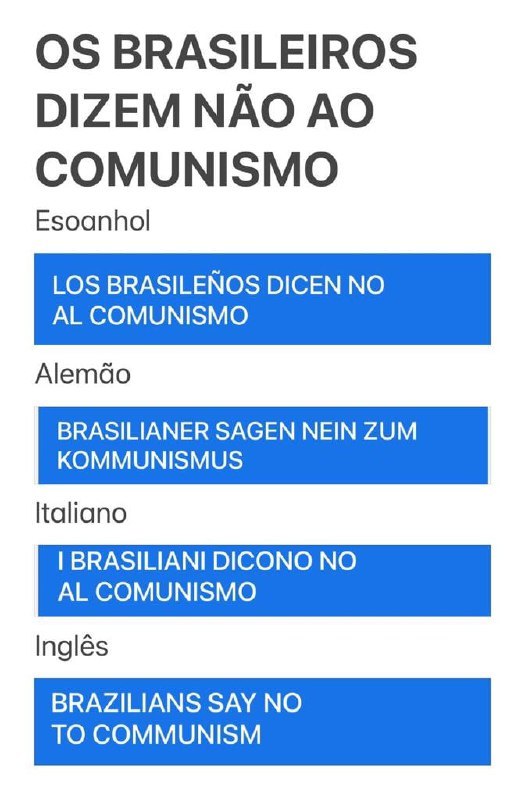 OS BRASILEIROS
DIZEM NÃO AO
COMUNISMO
Esoanhol
LOS BRASILEÑOS DICEN NO
AL COMUNISMO
Alemão
BRASILIANER SAGEN NEIN ZUM
KOMMUNISMUS
Italiano
I BRASILIANI DICONO NO
AL COMUNISMO
Inglês
BRAZILIANS SAY NO
TO COMMUNISM